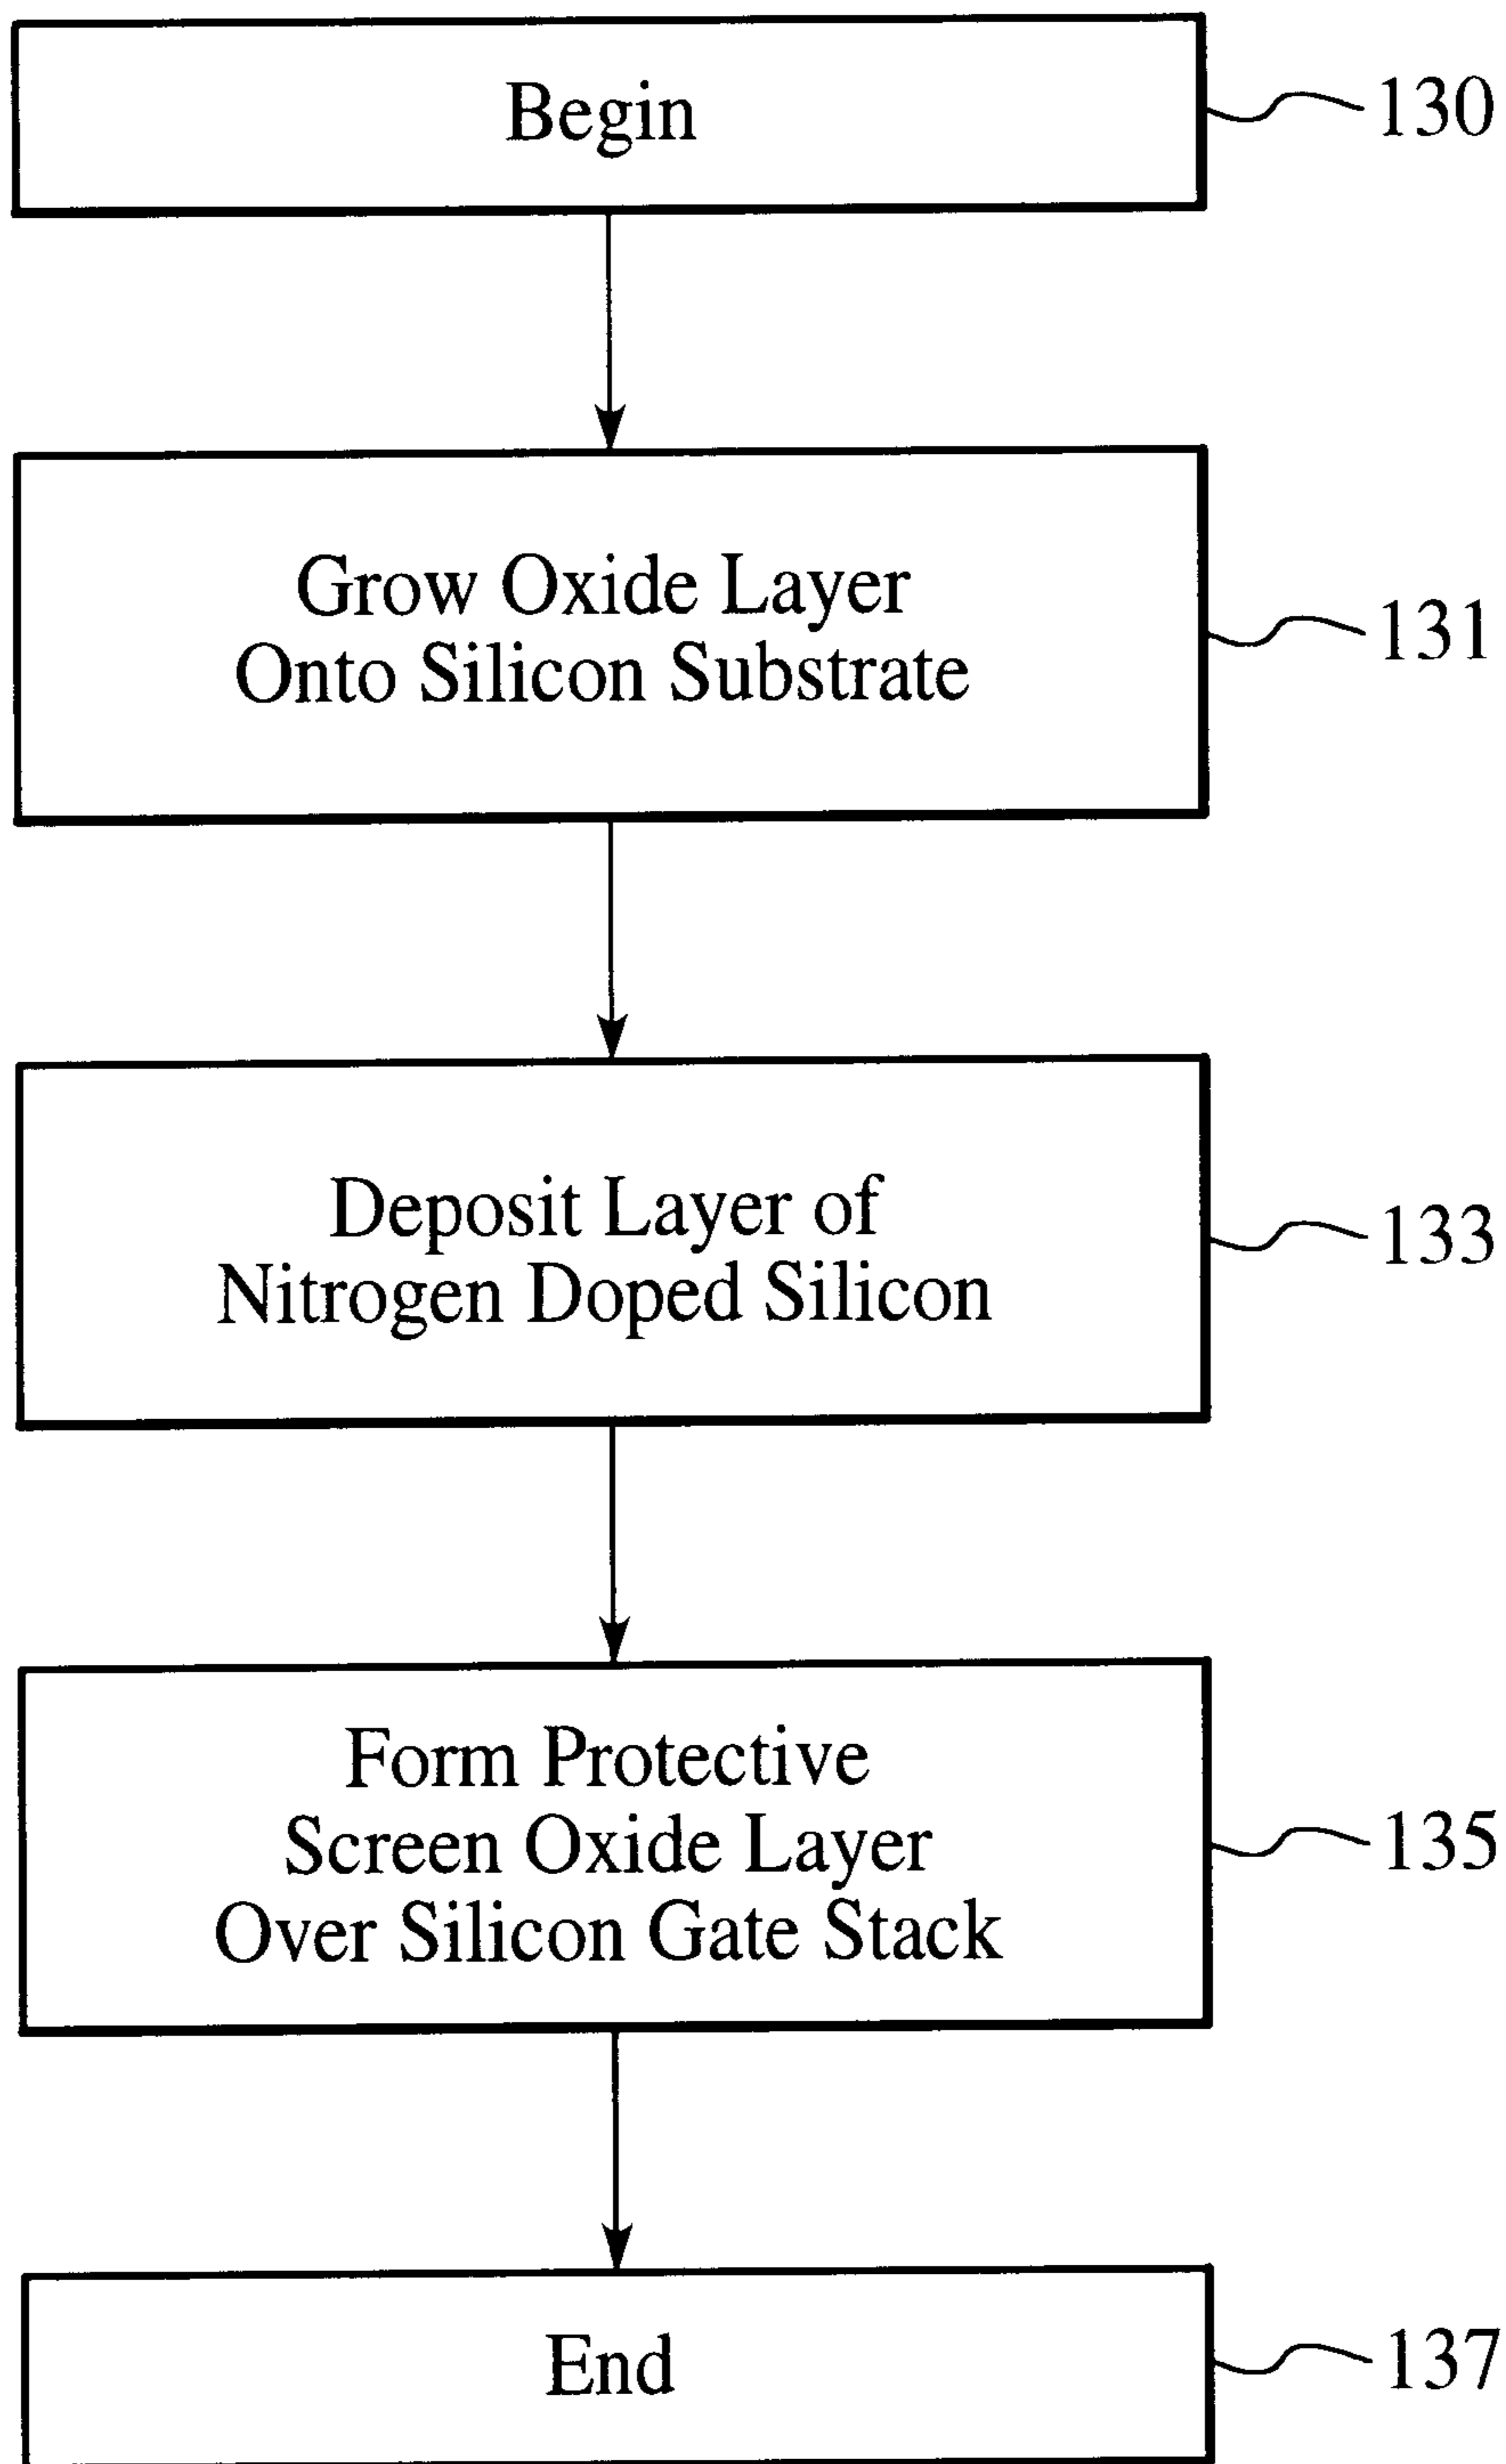 Begin
130
Grow Oxide Layer
Onto Silicon Substrate
131
Deposit Layer of
Nitrogen Doped Silicon
133
Form Protective
Screen Oxide Layer
Over Silicon Gate Stack
135
End
137